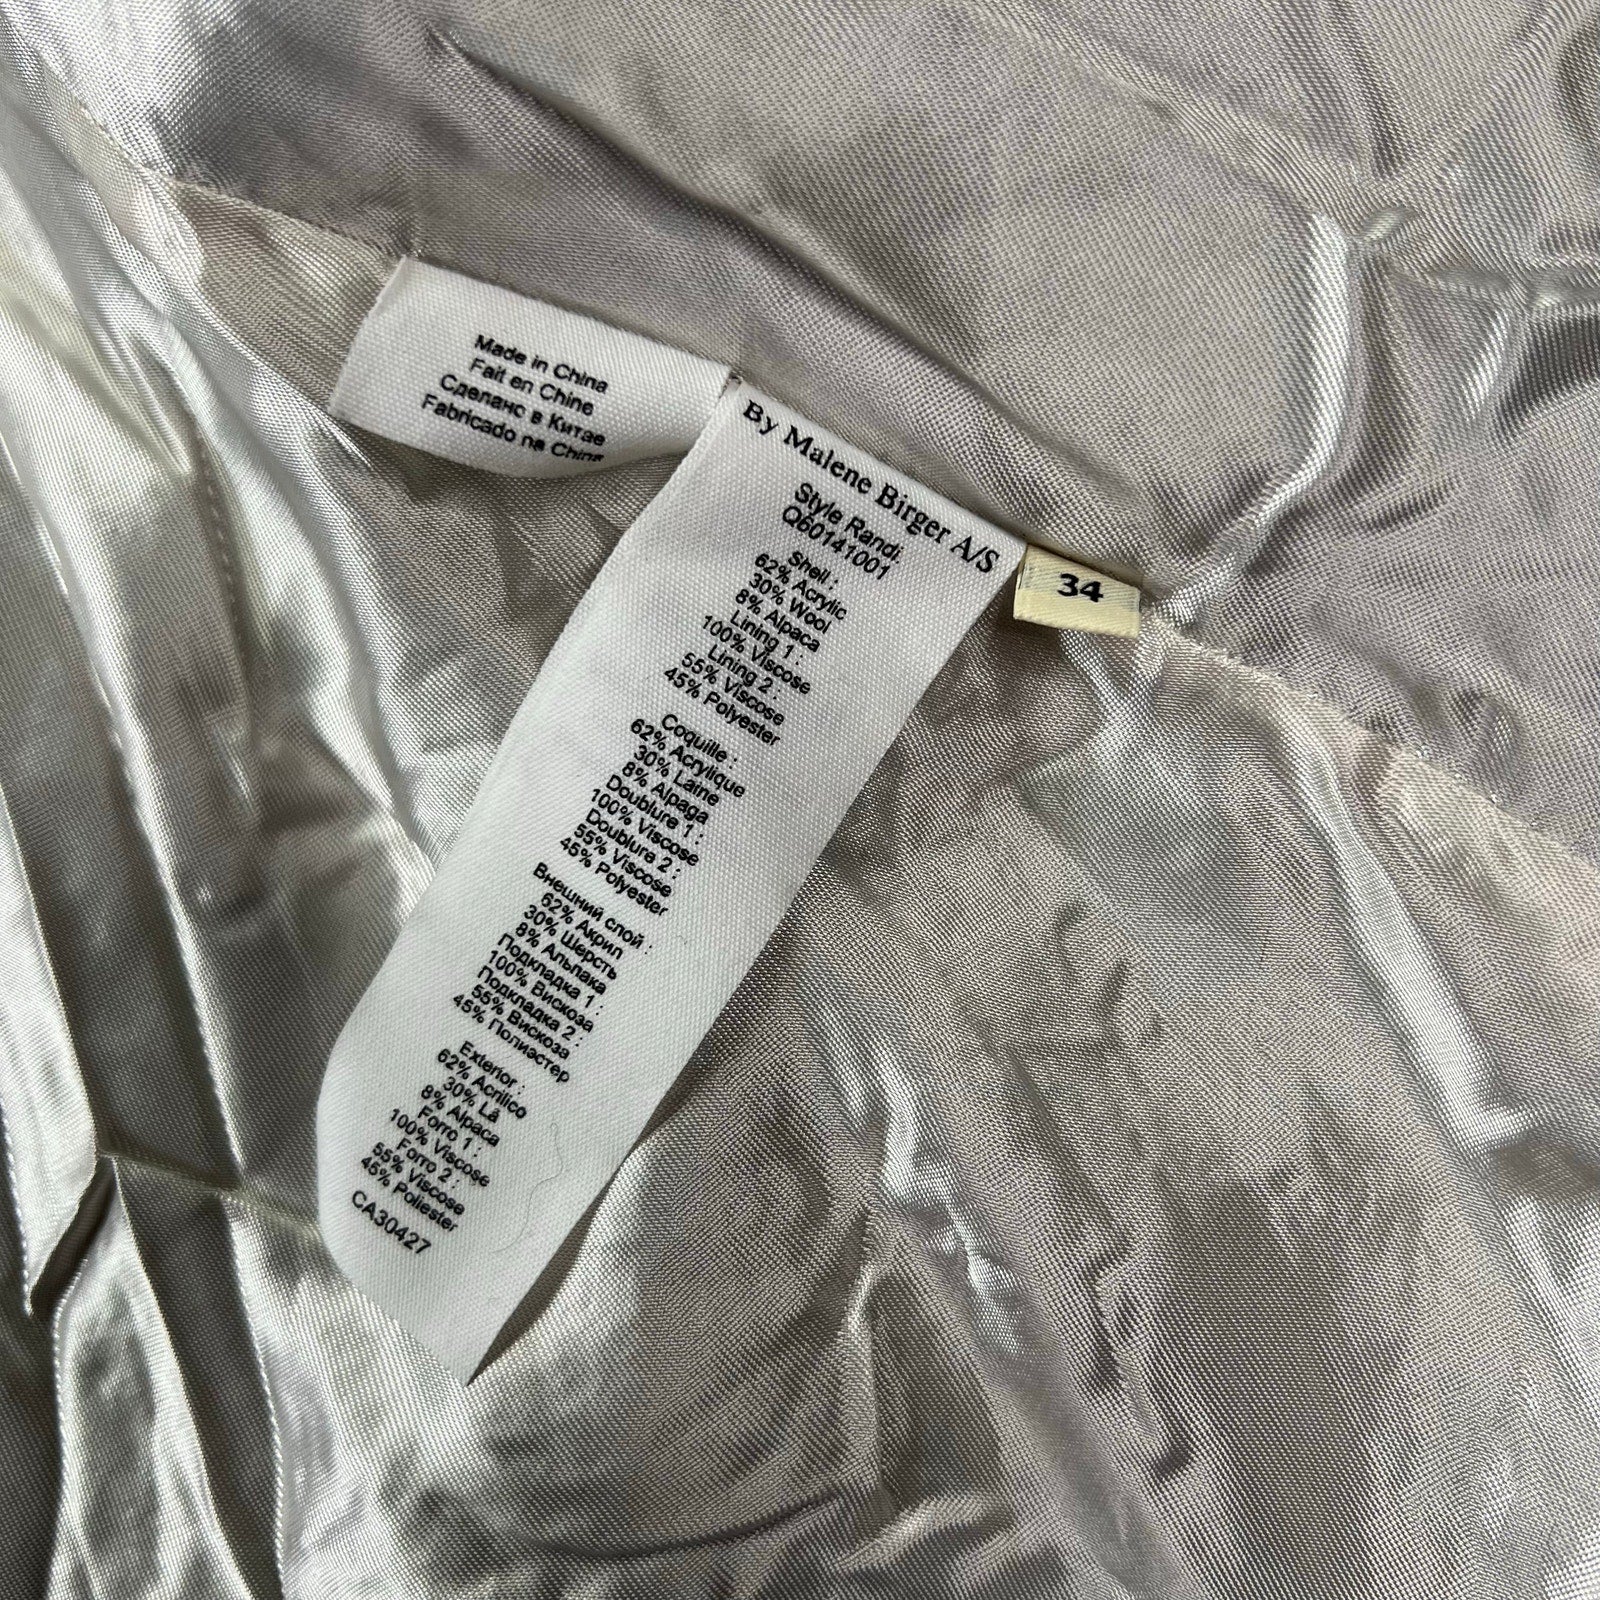 Made in China
Fait en Chine
Сделано в Китае
Fabricado na China
By Malene Birger A/S
Style Randi.
Q60141001
Shell :
62% Acrylic
30% Wool
8% Alpaca
Lining 1 :
100% Viscose
Lining 2 :
55% Viscose
45% Polyester
Coquille :
62% Acrylique
30% Laine
8% Alpaga
Doublure 1 :
100% Viscose
Doublure 2 :
55% Viscose
45% Polyester
Внешний слой :
62% Акрил
30% Шерсть
8% Альпака
Подкладка 1 :
100% Вискоза
Подкладка 2 :
55% Вискоза
45% Полиэстер
Exterior :
62% Acrílico
30% Lã
8% Alpaca
Forro 1 :
100% Viscose
Forro 2 :
55% Viscose
45% Poliester
CA30427
34